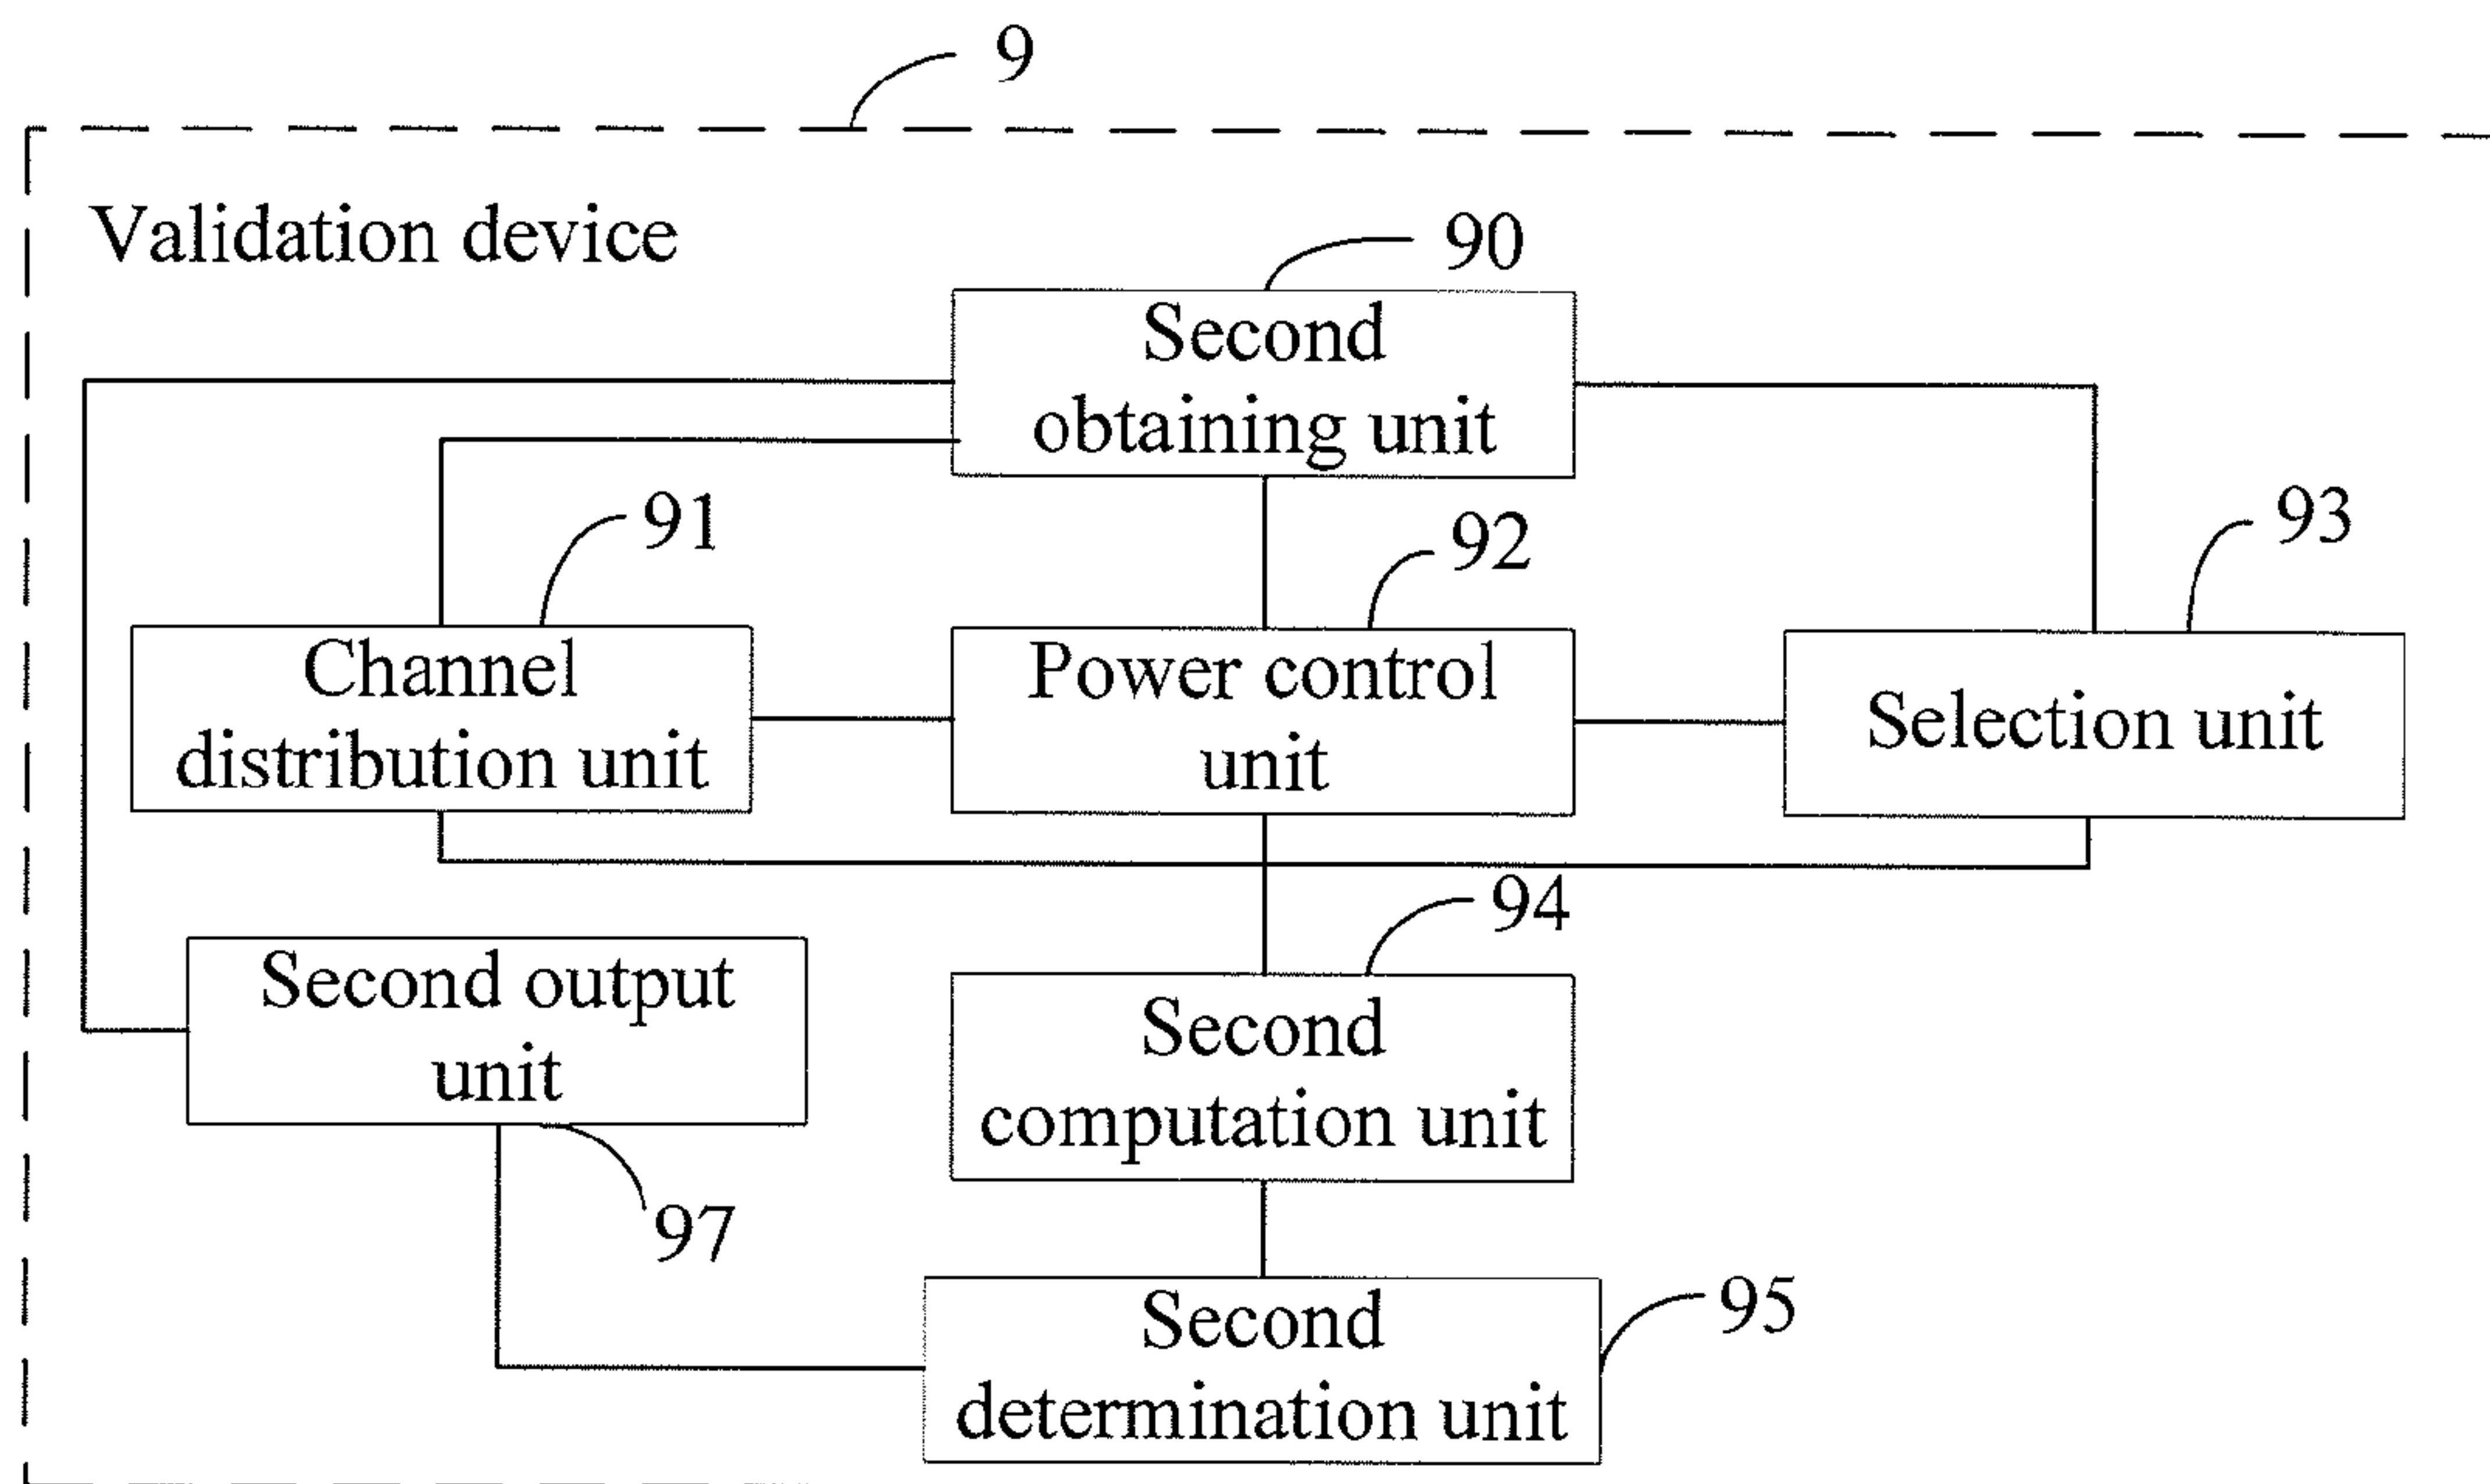 9
Validation device
90
Second
obtaining unit
91
92
93
Channel
distribution unit
Power control
unit
Selection unit
94
Second output
unit
Second
computation unit
97
95
Second
determination unit